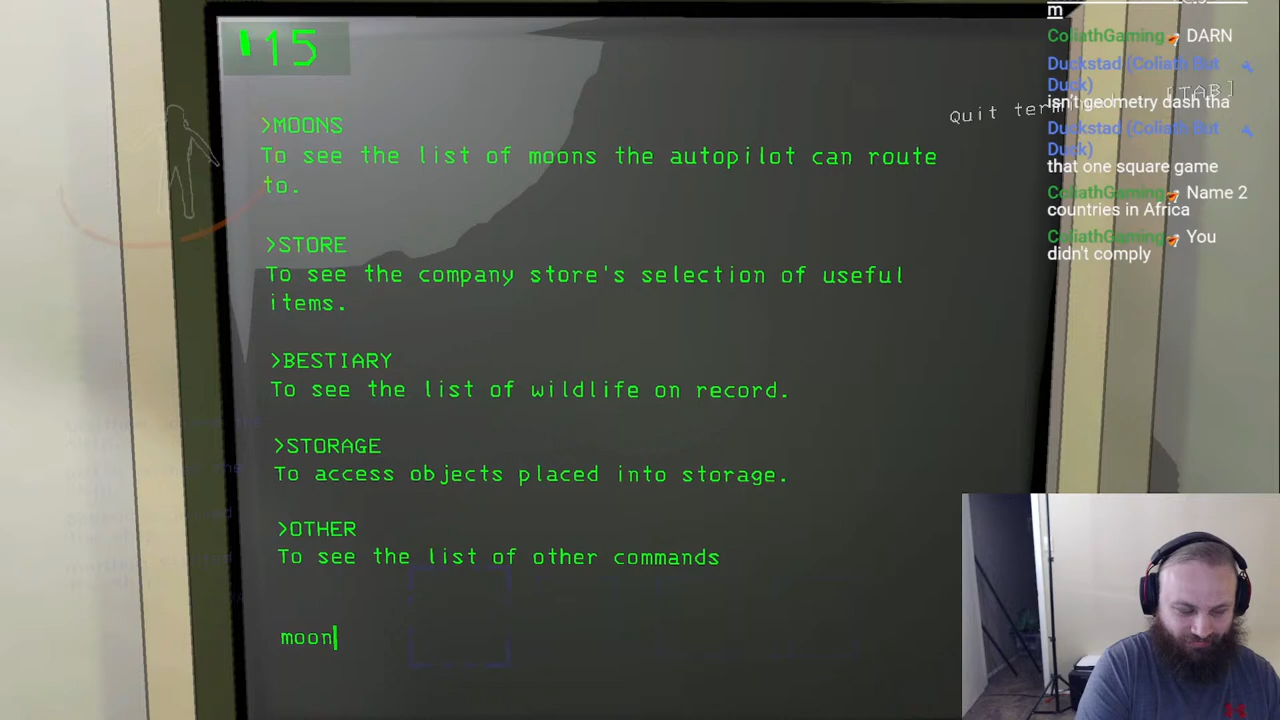 15
>MOONS
To see the list of moons the autopilot can route
to.
>STORE
To see the company store's selection of useful
items.
>BESTIARY
To see the list of wildlife on record.
>STORAGE
To access objects placed into storage.
>OTHER
To see the list of other commands
moon
Quit term
[TAB]
m
ColiathGaming DARN
Duckstad (Coliath But
Duck)
isn't geometry dash tha
Duckstad (Coliath But
Duck)
that one square game
ColiathGaming Name 2
countries in Africa
ColiathGaming You
didn't comply